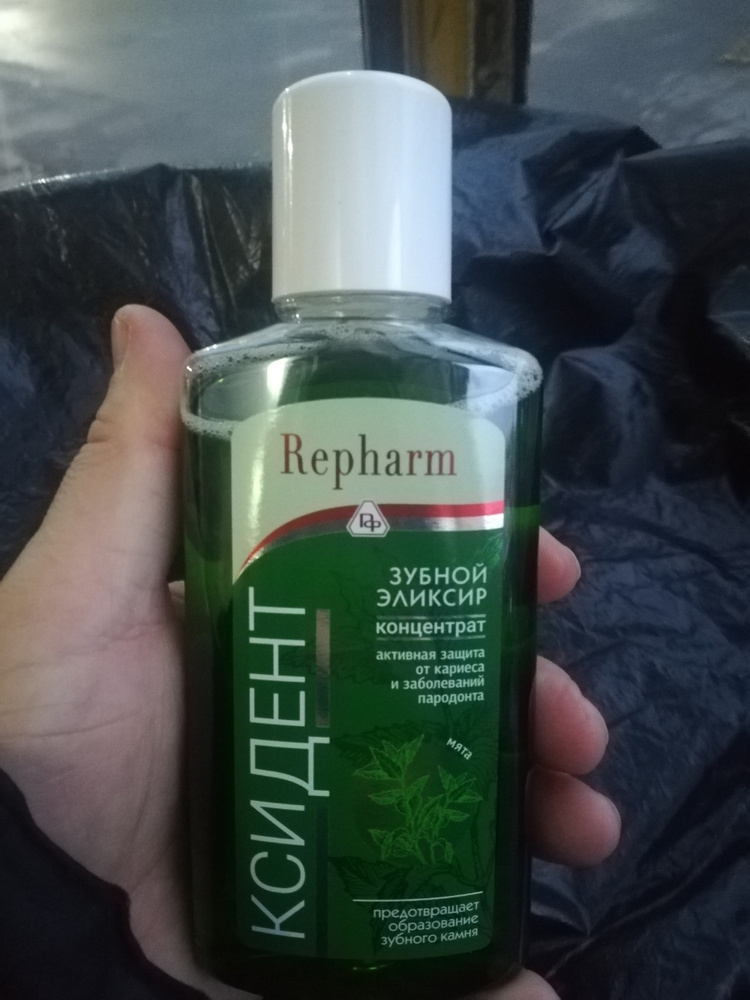 Repharm
РФ
ЗУБНОЙ
ЭЛИКСИР
концентрат
активная защита
от кариеса
и заболеваний
пародонта
мята
КСИДЕНТ
предотвращает
образование
зубного камня